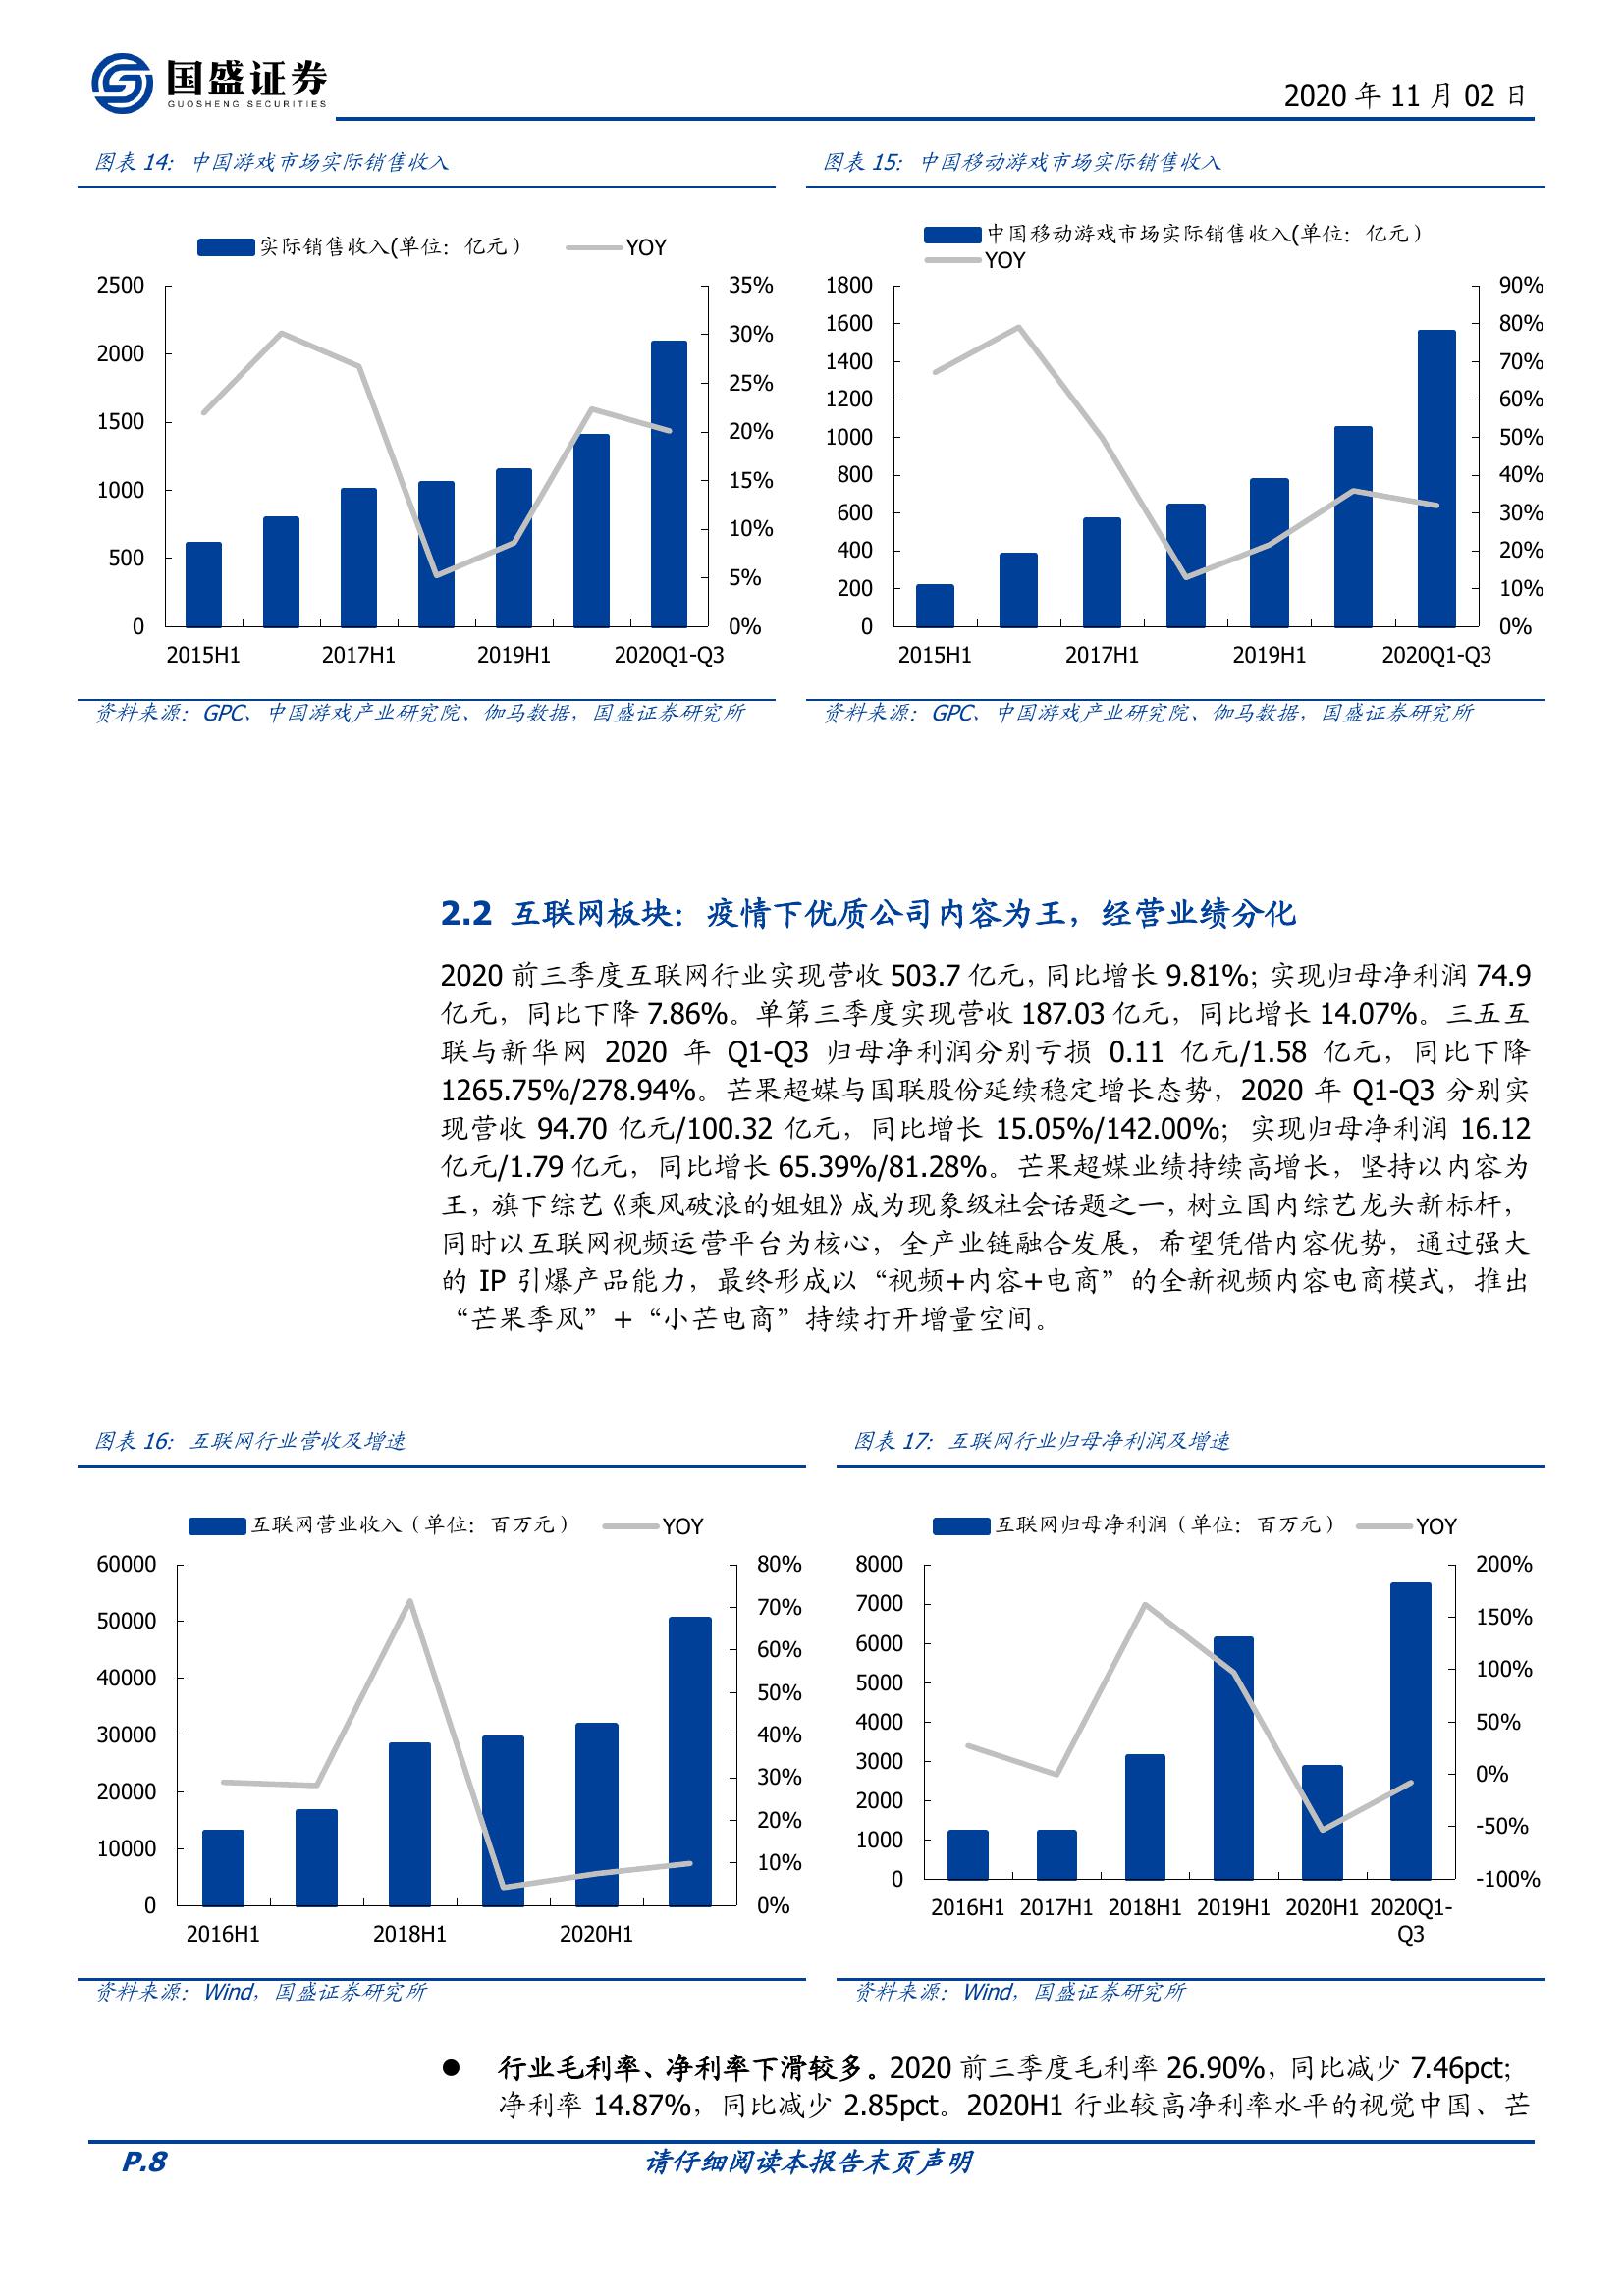 国盛证券
GUOSHENG SECURITIES
2020 年 11 月 02 日
图表 14： 中国游戏市场实际销售收入
实际销售收入(单位：亿元）
YOY
2500
2000
1500
1000
500
0
35%
30%
25%
20%
15%
10%
5%
0%
2015H1
2017H1
2019H1
2020Q1-Q3
资料来源：GPC、中国游戏产业研究院、伽马数据，国盛证券研究所
图表 15： 中国移动游戏市场实际销售收入
中国移动游戏市场实际销售收入(单位：亿元）
YOY
1800
1600
1400
1200
1000
800
600
400
200
0
90%
80%
70%
60%
50%
40%
30%
20%
10%
0%
2015H1
2017H1
2019H1
2020Q1-Q3
资料来源：GPC、中国游戏产业研究院、伽马数据，国盛证券研究所
2.2 互联网板块：疫情下优质公司内容为王，经营业绩分化
2020 前三季度互联网行业实现营收 503.7 亿元，同比增长 9.81%；实现归母净利润 74.9
亿元，同比下降 7.86%。单第三季度实现营收 187.03 亿元，同比增长 14.07%。三五互
联与新华网 2020 年 Q1-Q3 归母净利润分别亏损 0.11 亿元/1.58 亿元，同比下降
1265.75%/278.94%。芒果超媒与国联股份延续稳定增长态势，2020 年 Q1-Q3 分别实
现营收 94.70 亿元/100.32 亿元，同比增长 15.05%/142.00%；实现归母净利润 16.12
亿元/1.79 亿元，同比增长 65.39%/81.28%。芒果超媒业绩持续高增长，坚持以内容为
王，旗下综艺《乘风破浪的姐姐》成为现象级社会话题之一，树立国内综艺龙头新标杆，
同时以互联网视频运营平台为核心，全产业链融合发展，希望凭借内容优势，通过强大
的 IP 引爆产品能力，最终形成以“视频+内容+电商”的全新视频内容电商模式，推出
“芒果季风”+“小芒电商”持续打开增量空间。
图表 16： 互联网行业营收及增速
互联网营业收入（单位：百万元）
YOY
60000
50000
40000
30000
20000
10000
0
80%
70%
60%
50%
40%
30%
20%
10%
0%
2016H1
2018H1
2020H1
资料来源：Wind，国盛证券研究所
图表 17： 互联网行业归母净利润及增速
互联网归母净利润（单位：百万元）
YOY
8000
7000
6000
5000
4000
3000
2000
1000
0
200%
150%
100%
50%
0%
-50%
-100%
2016H1
2017H1
2018H1
2019H1
2020H1
2020Q1-
Q3
资料来源：Wind，国盛证券研究所
● 行业毛利率、净利率下滑较多。2020 前三季度毛利率 26.90%，同比减少 7.46pct；
净利率 14.87%，同比减少 2.85pct。2020H1 行业较高净利率水平的视觉中国、芒
P.8
请仔细阅读本报告末页声明